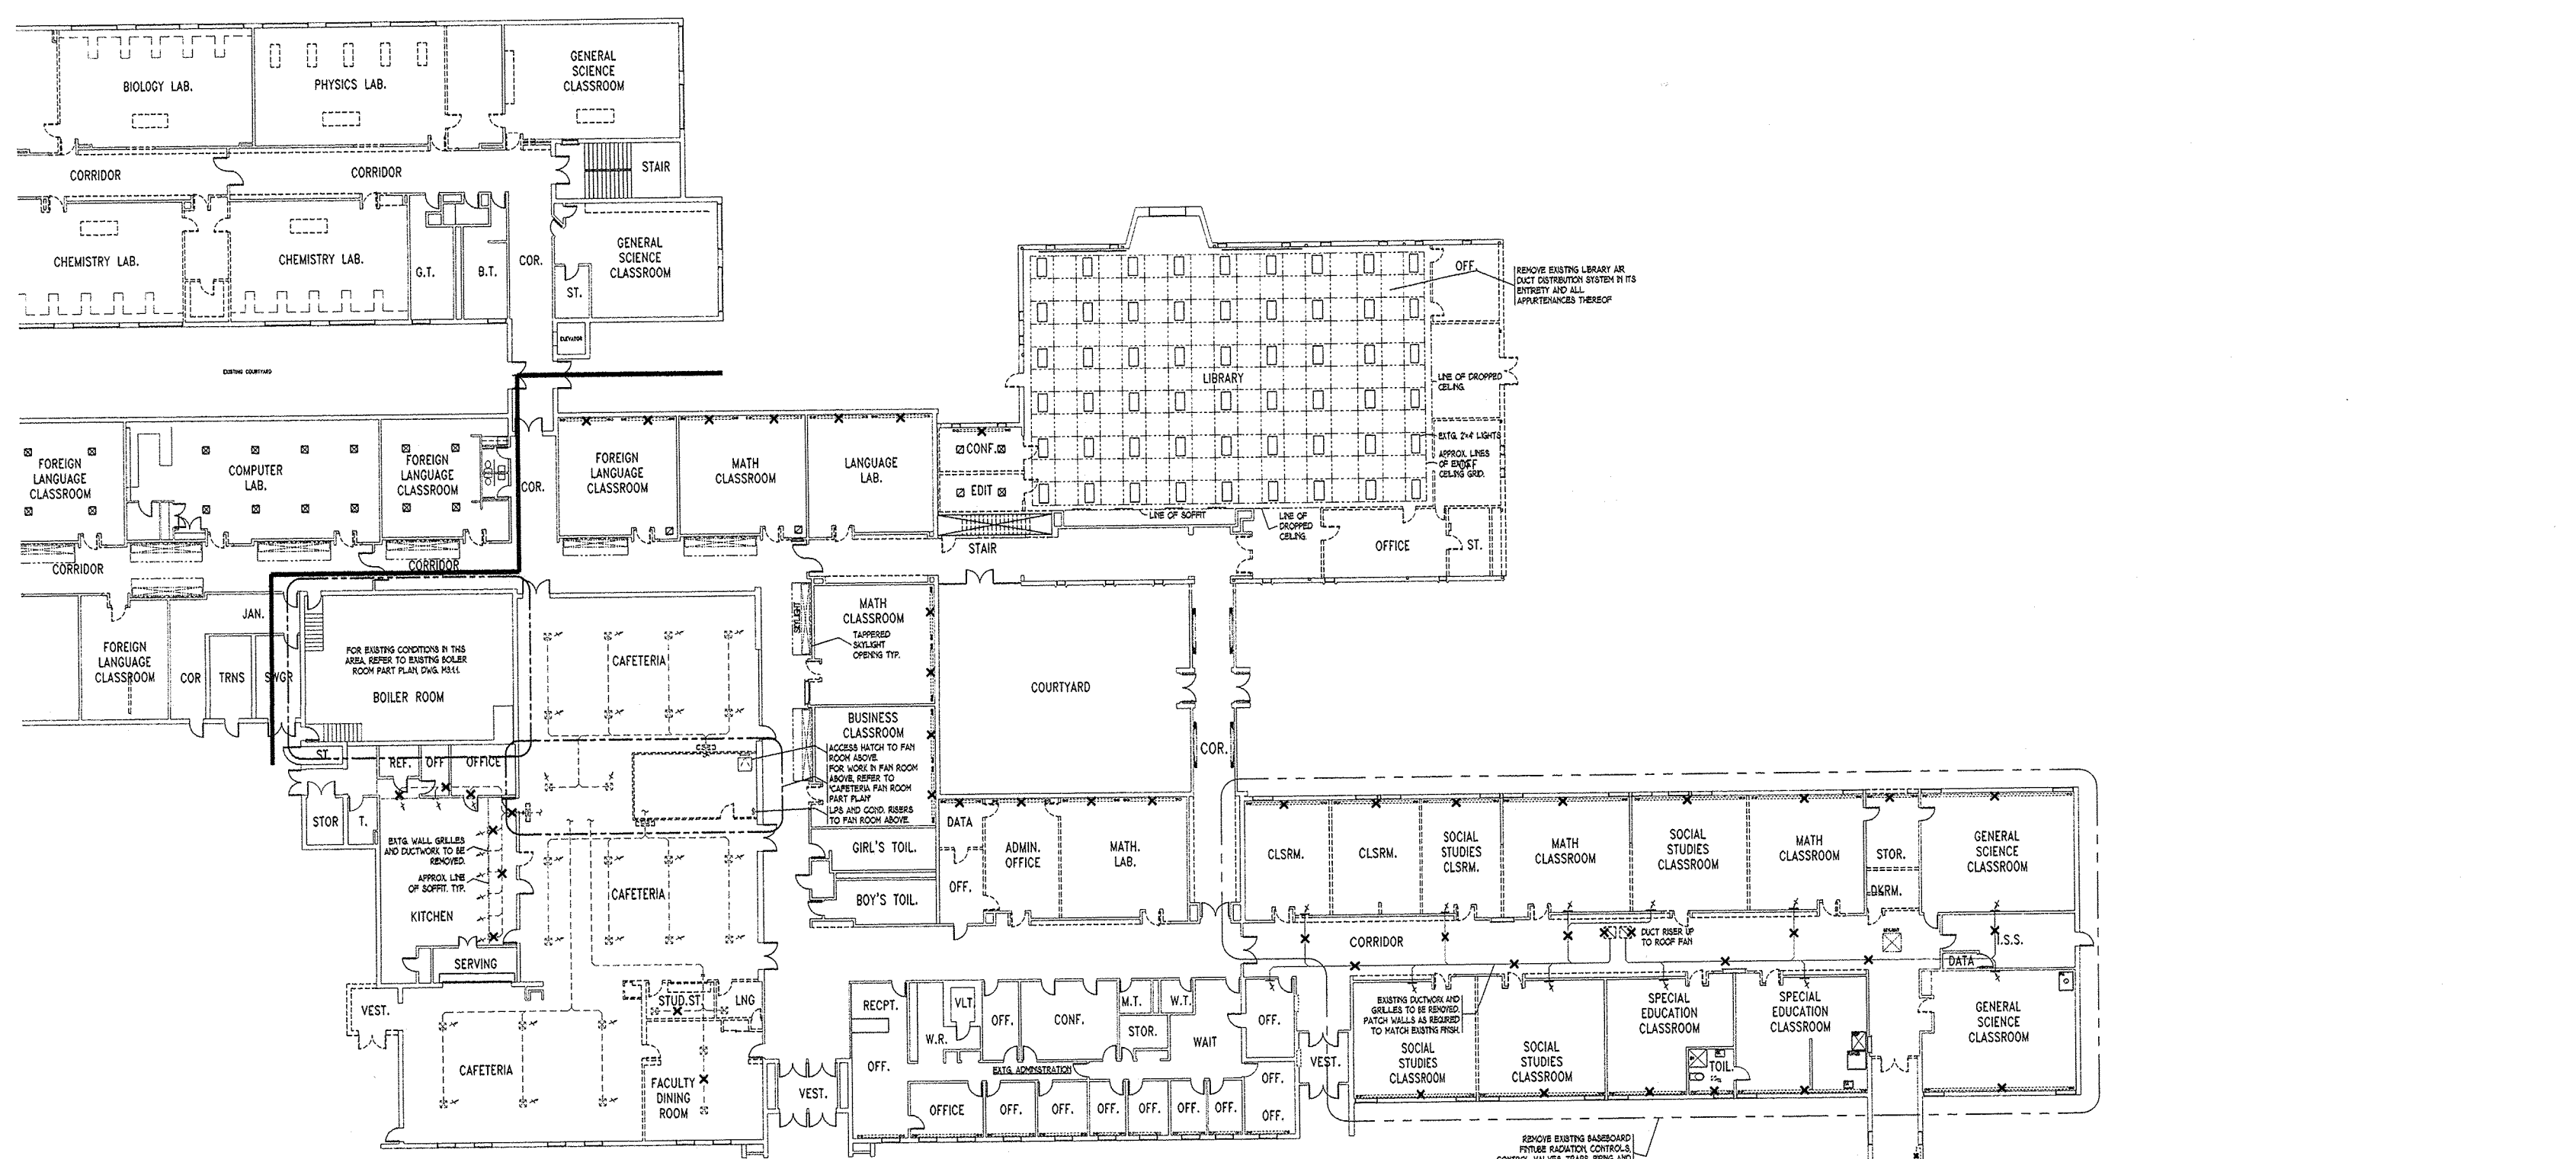 BIOLOGY LAB.
PHYSICS LAB.
GENERAL
SCIENCE
CLASSROOM
CORRIDOR
CORRIDOR
STAIR
CHEMISTRY LAB.
CHEMISTRY LAB.
G.T.
B.T.
COR.
GENERAL
SCIENCE
CLASSROOM
ST.
ELEVATOR
EXISTING COURTYARD
OFF.
REMOVE EXISTING LIBRARY AIR
DUCT DISTRIBUTION SYSTEM IN ITS
ENTIRETY AND ALL
APPURTENANCES THEREOF
LIBRARY
LINE OF DROPPED
CEILING.
EXTG. 2'x4' LIGHTS
APPROX. LINES
OF EXIST.
CEILING GRID.
OFF
LINE OF SOFFIT
LINE OF
DROPPED
CEILING.
OFFICE
ST.
FOREIGN
LANGUAGE
CLASSROOM
COMPUTER
LAB.
FOREIGN
LANGUAGE
CLASSROOM
COR.
FOREIGN
LANGUAGE
CLASSROOM
MATH
CLASSROOM
LANGUAGE
LAB.
CONF.
EDIT
STAIR
CORRIDOR
CORRIDOR
JAN.
FOREIGN
LANGUAGE
CLASSROOM
COR
TRNS
SWGR
FOR EXISTING CONDITIONS IN THIS
AREA, REFER TO EXISTING BOILER
ROOM PART PLAN, DWG. M3.1.1.
BOILER ROOM
CAFETERIA
SKYLIGHT
MATH
CLASSROOM
TAPPERED
SKYLIGHT
OPENING TYP.
COURTYARD
COR.
BUSINESS
CLASSROOM
ACCESS HATCH TO FAN
ROOM ABOVE.
FOR WORK IN FAN ROOM
ABOVE, REFER TO
'CAFETERIA FAN ROOM
PART PLAN'
LPS AND COND. RISERS
TO FAN ROOM ABOVE.
ST.
REF.
OFF
OFFICE
STOR
T.
EXTG. WALL GRILLES
AND DUCTWORK TO BE
REMOVED.
APPROX. LINE
OF SOFFIT. TYP.
KITCHEN
SERVING
CAFETERIA
GIRL'S TOIL.
BOY'S TOIL.
DATA
OFF.
ADMIN.
OFFICE
MATH.
LAB.
CLSRM.
CLSRM.
SOCIAL
STUDIES
CLSRM.
MATH
CLASSROOM
SOCIAL
STUDIES
CLASSROOM
MATH
CLASSROOM
STOR.
DKRM.
GENERAL
SCIENCE
CLASSROOM
CORRIDOR
DUCT RISER UP
TO ROOF FAN
I.S.S.
DATA
VEST.
CAFETERIA
STUD.ST
LNG
FACULTY
DINING
ROOM
VEST.
RECPT.
OFF.
W.R.
VLT.
OFF.
CONF.
M.T.
W.T.
STOR.
WAIT
OFF.
EXTG. ADMINISTRATION
OFFICE
OFF.
OFF.
OFF.
OFF.
OFF.
OFF.
OFF.
OFF.
VEST.
EXISTING DUCTWORK AND
GRILLES TO BE REMOVED.
PATCH WALLS AS REQUIRED
TO MATCH EXISTING FINISH.
SOCIAL
STUDIES
CLASSROOM
SOCIAL
STUDIES
CLASSROOM
SPECIAL
EDUCATION
CLASSROOM
TOIL.
SPECIAL
EDUCATION
CLASSROOM
GENERAL
SCIENCE
CLASSROOM
REMOVE EXISTING BASEBOARD
FINTUBE RADIATION, CONTROLS,